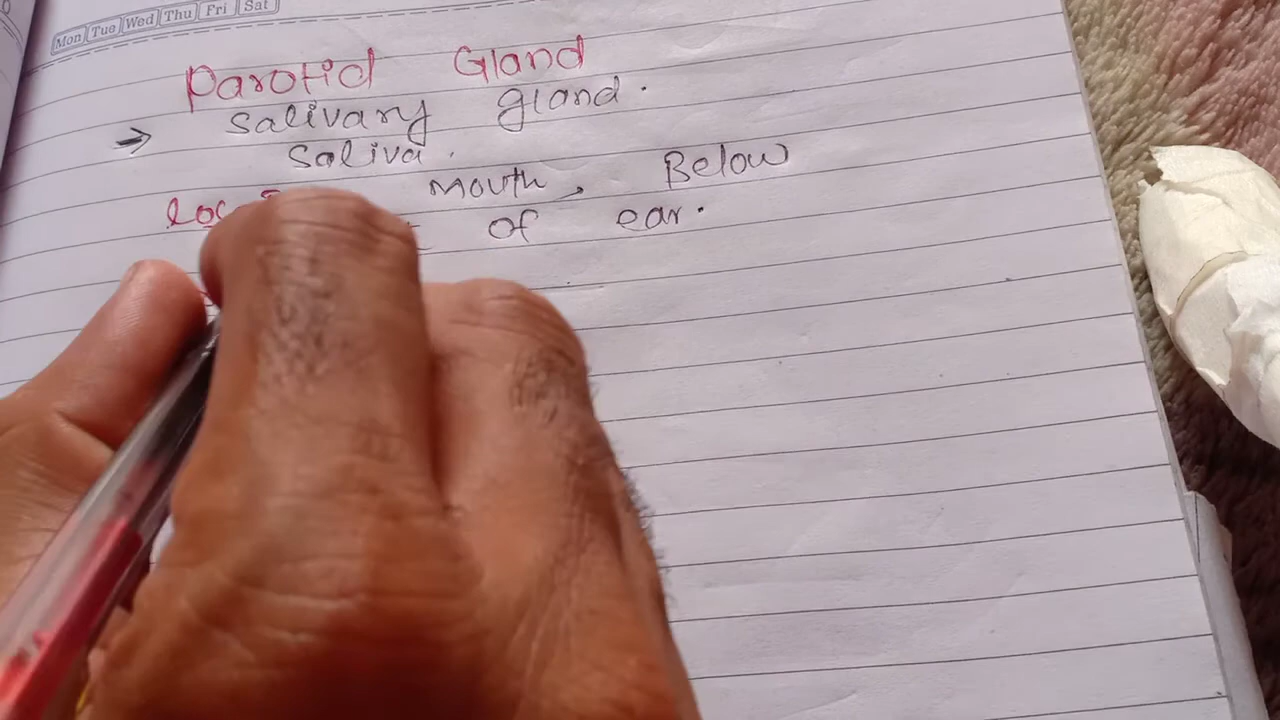 Mon Tue Wed Thu Fri Sat
Parotid Gland
⇒ Salivary gland.
Saliva.
Mouth, Below
of ear.